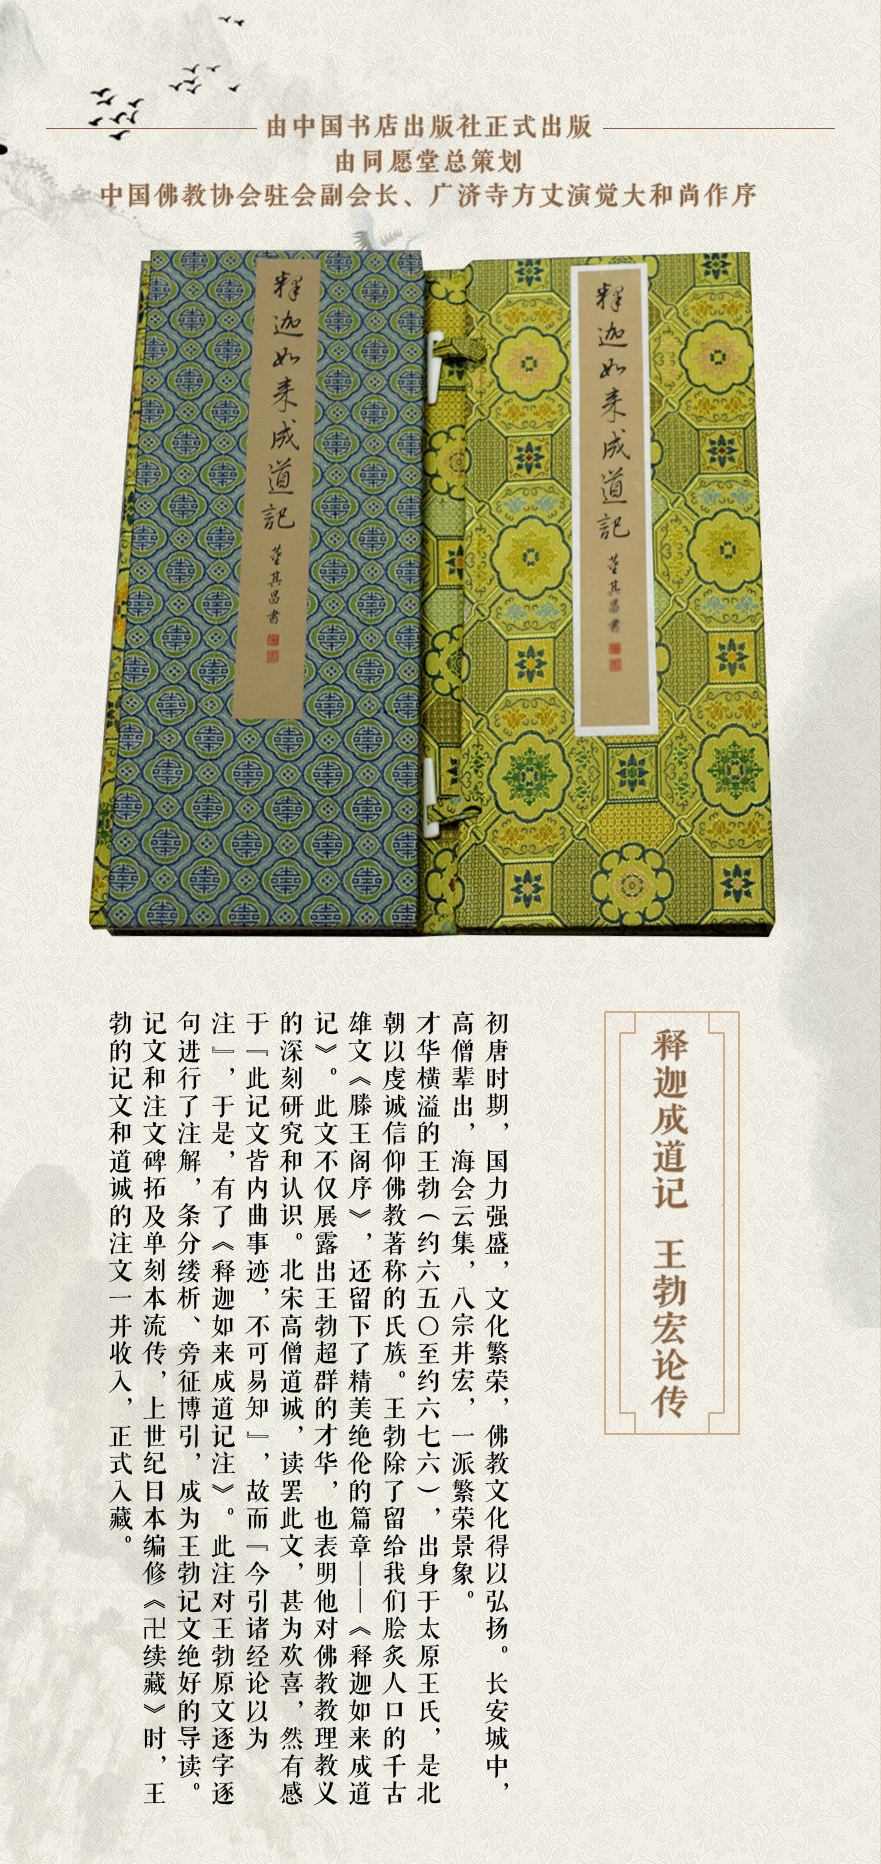 由中国书店出版社正式出版
由同愿堂总策划
中国佛教协会驻会副会长、广济寺方丈演觉大和尚作序
释迦如来成道記
董其昌书
释迦如来成道記
董其昌书
释迦成道记 王勃宏论传
初唐时期，国力强盛，文化繁荣，佛教文化得以弘扬。长安城中，
高僧辈出，海会云集，八宗并宏，一派繁荣景象。
才华横溢的王勃（约六五〇至约六七六），出身于太原王氏，是北
朝以虔诚信仰佛教著称的氏族。王勃除了留给我们脍炙人口的千古
雄文《滕王阁序》，还留下了精美绝伦的篇章——《释迦如来成道
记》。此文不仅展露出王勃超群的才华，也表明他对佛教教理教义
的深刻研究和认识。北宋高僧道诚，读罢此文，甚为欢喜，然有感
于『此记文皆内曲事迹，不可易知』，故而『今引诸经论以为
注』，于是，有了《释迦如来成道记注》。此注对王勃原文逐字逐
句进行了注解，条分缕析、旁征博引，成为王勃记文绝好的导读。
记文和注文碑拓及单刻本流传，上世纪日本编修《卍续藏》时，王
勃的记文和道诚的注文一并收入，正式入藏。